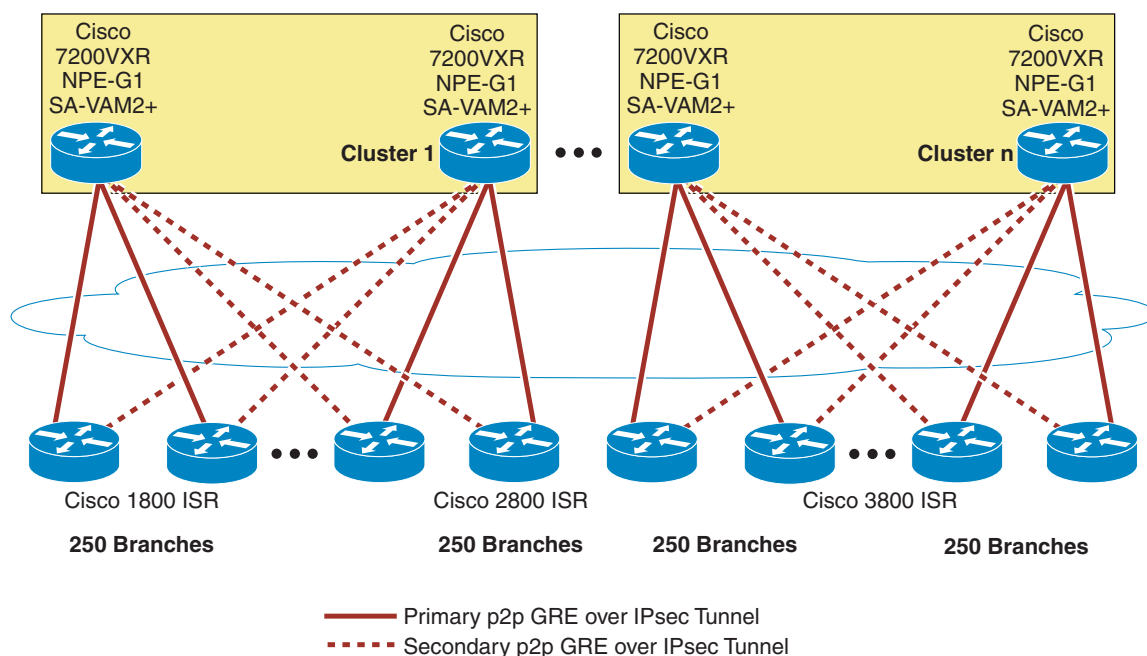 Cisco
7200VXR
NPE-G1
SA-VAM2+
Cisco
7200VXR
NPE-G1
SA-VAM2+
Cluster 1
Cisco
7200VXR
NPE-G1
SA-VAM2+
Cisco
7200VXR
NPE-G1
SA-VAM2+
Cluster n
Cisco 1800 ISR
Cisco 2800 ISR
Cisco 3800 ISR
250 Branches
250 Branches
250 Branches
250 Branches
Primary p2p GRE over IPsec Tunnel
Secondary p2p GRE over IPsec Tunnel